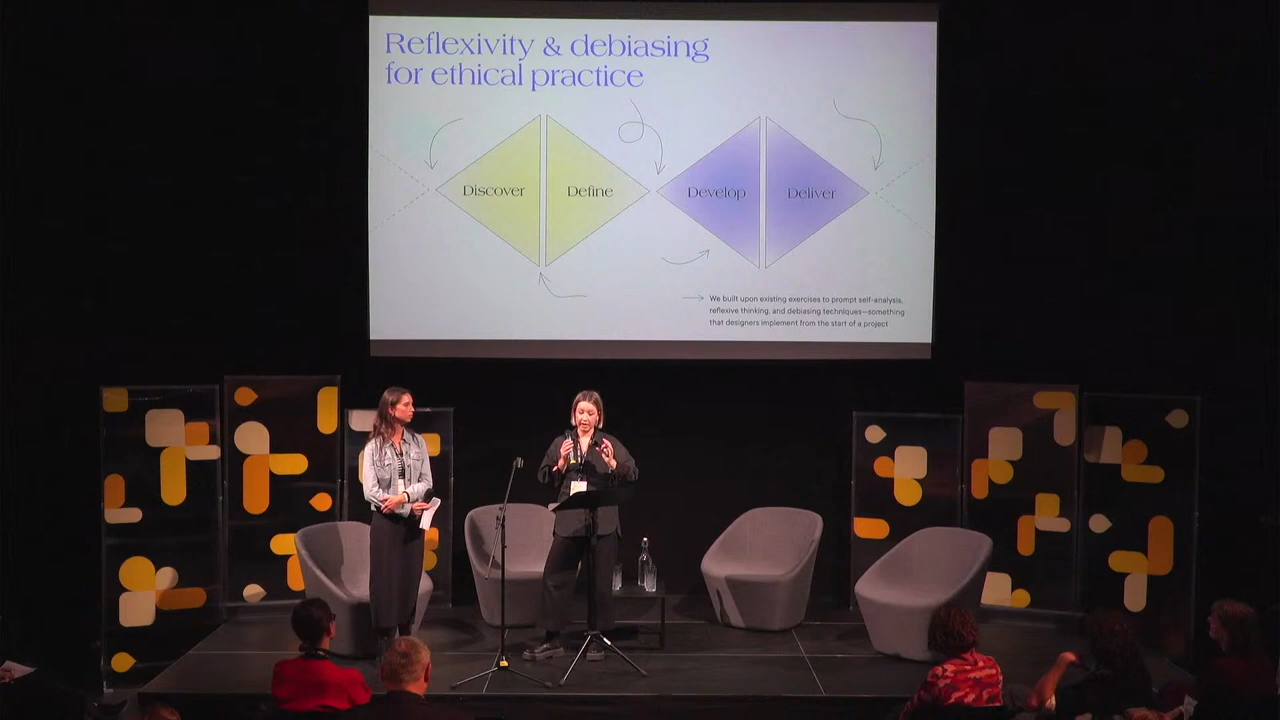 Reflexivity & debiasing
for ethical practice
Discover
Define
Develop
Deliver
We built upon existing exercises to prompt self-analysis,
reflexive thinking, and debiasing techniques—something
that designers implement from the start of a project